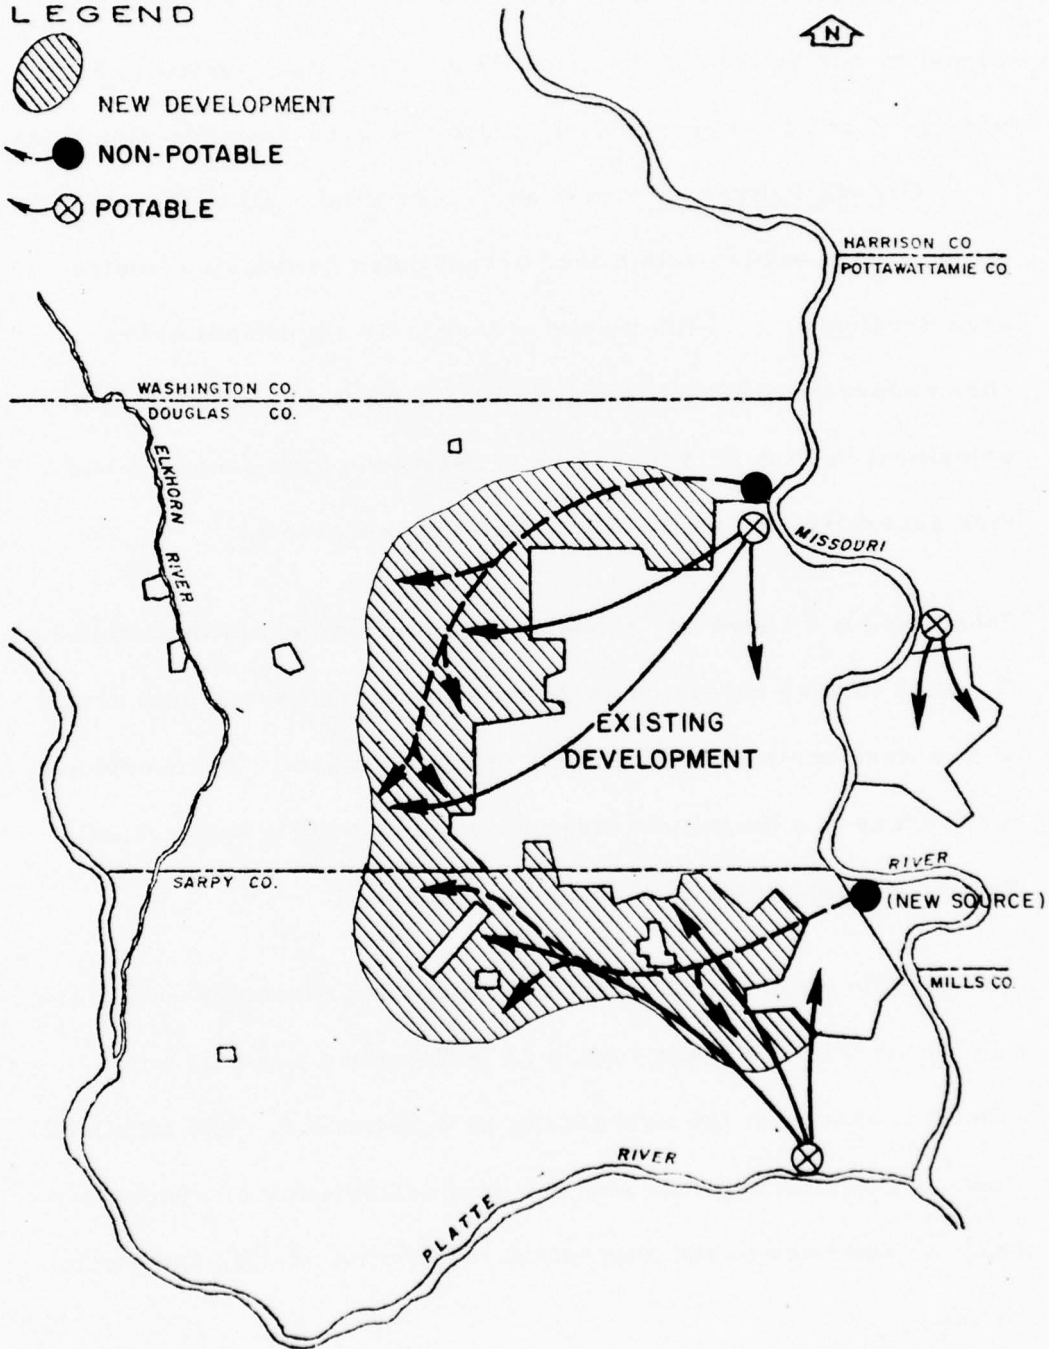 LEGEND
NEW DEVELOPMENT
NON-POTABLE
POTABLE
N
HARRISON CO
POTTAWATTAMIE CO.
WASHINGTON CO.
DOUGLAS CO.
ELKHORN RIVER
MISSOURI
EXISTING
DEVELOPMENT
RIVER
SARPY CO.
(NEW SOURCE)
MILLS CO.
PLATTE RIVER